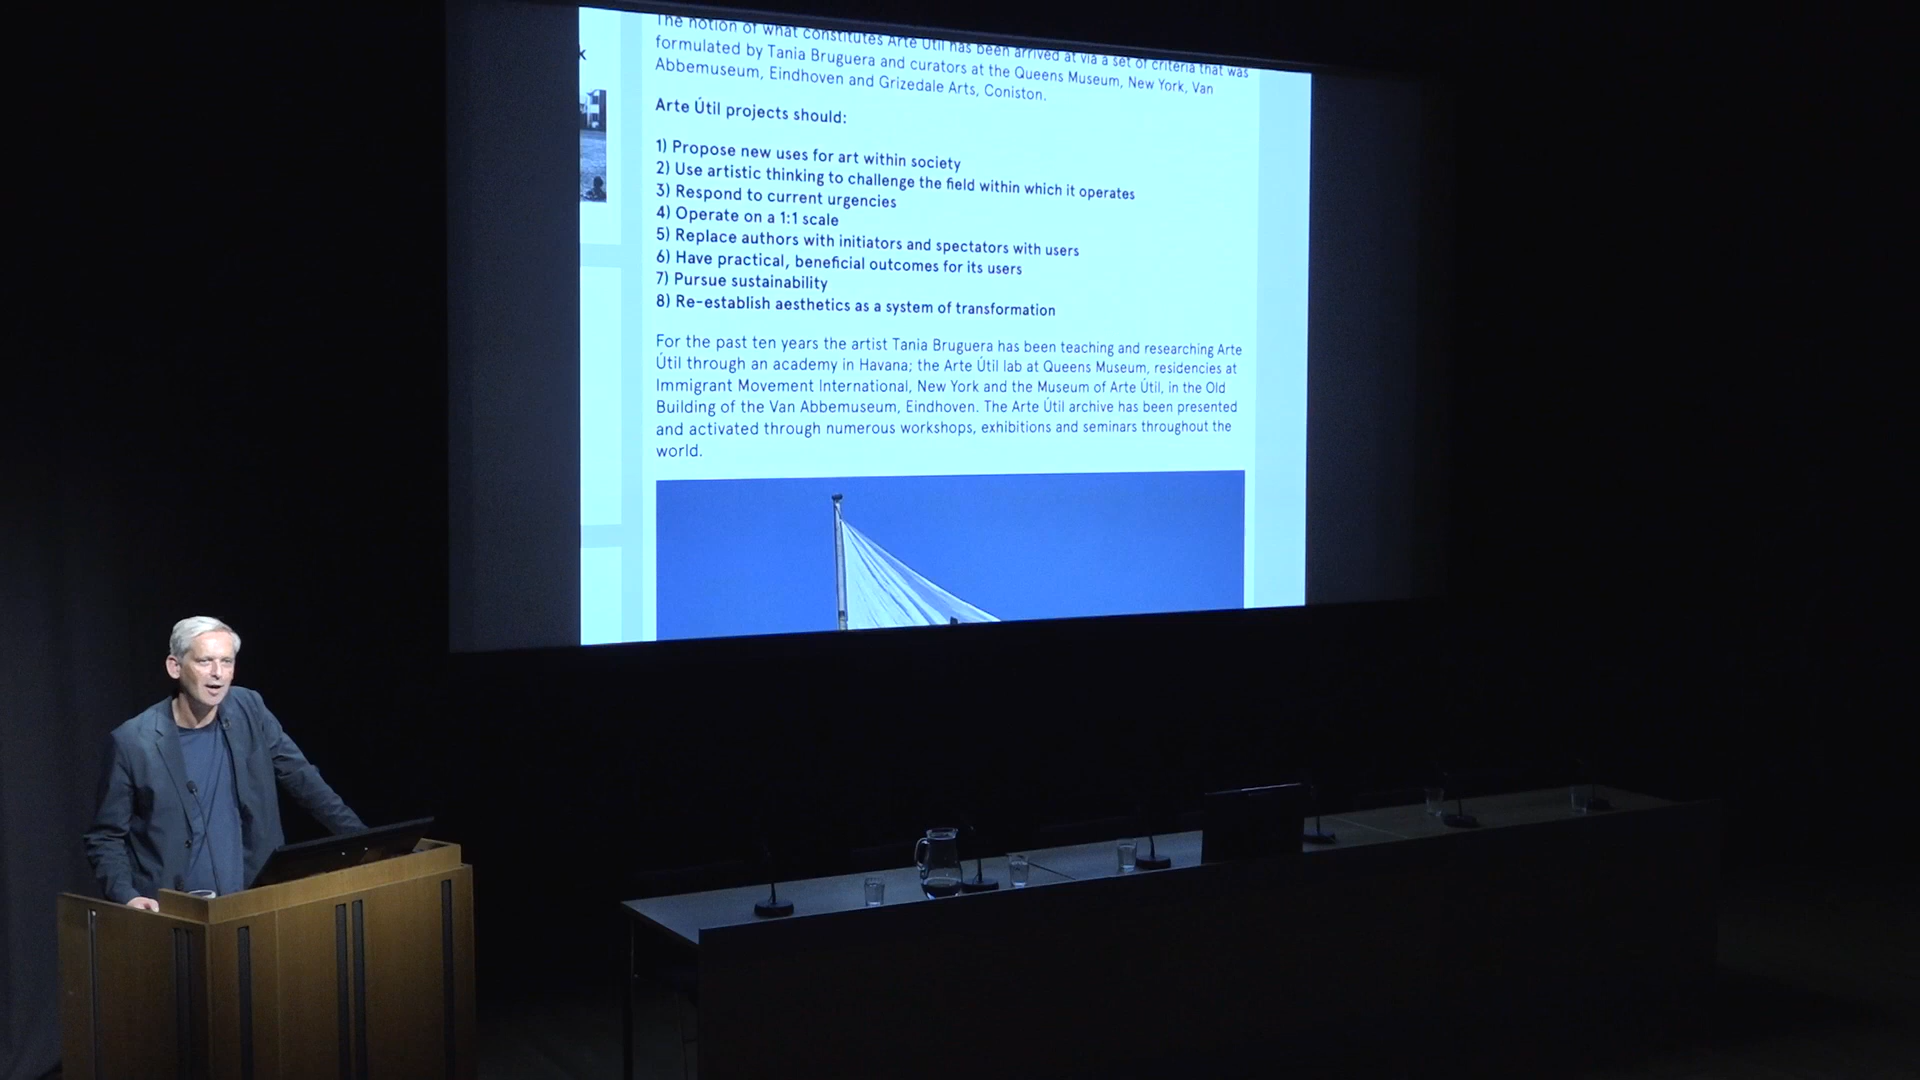 The notion of what constitutes Arte Útil has been arrived at via a set of criteria that was
formulated by Tania Bruguera and curators at the Queens Museum, New York, Van
Abbemuseum, Eindhoven and Grizedale Arts, Coniston.
Arte Útil projects should:
1) Propose new uses for art within society
2) Use artistic thinking to challenge the field within which it operates
3) Respond to current urgencies
4) Operate on a 1:1 scale
5) Replace authors with initiators and spectators with users
6) Have practical, beneficial outcomes for its users
7) Pursue sustainability
8) Re-establish aesthetics as a system of transformation
For the past ten years the artist Tania Bruguera has been teaching and researching Arte
Útil through an academy in Havana; the Arte Útil lab at Queens Museum, residencies at
Immigrant Movement International, New York and the Museum of Arte Útil, in the Old
Building of the Van Abbemuseum, Eindhoven. The Arte Útil archive has been presented
and activated through numerous workshops, exhibitions and seminars throughout the
world.